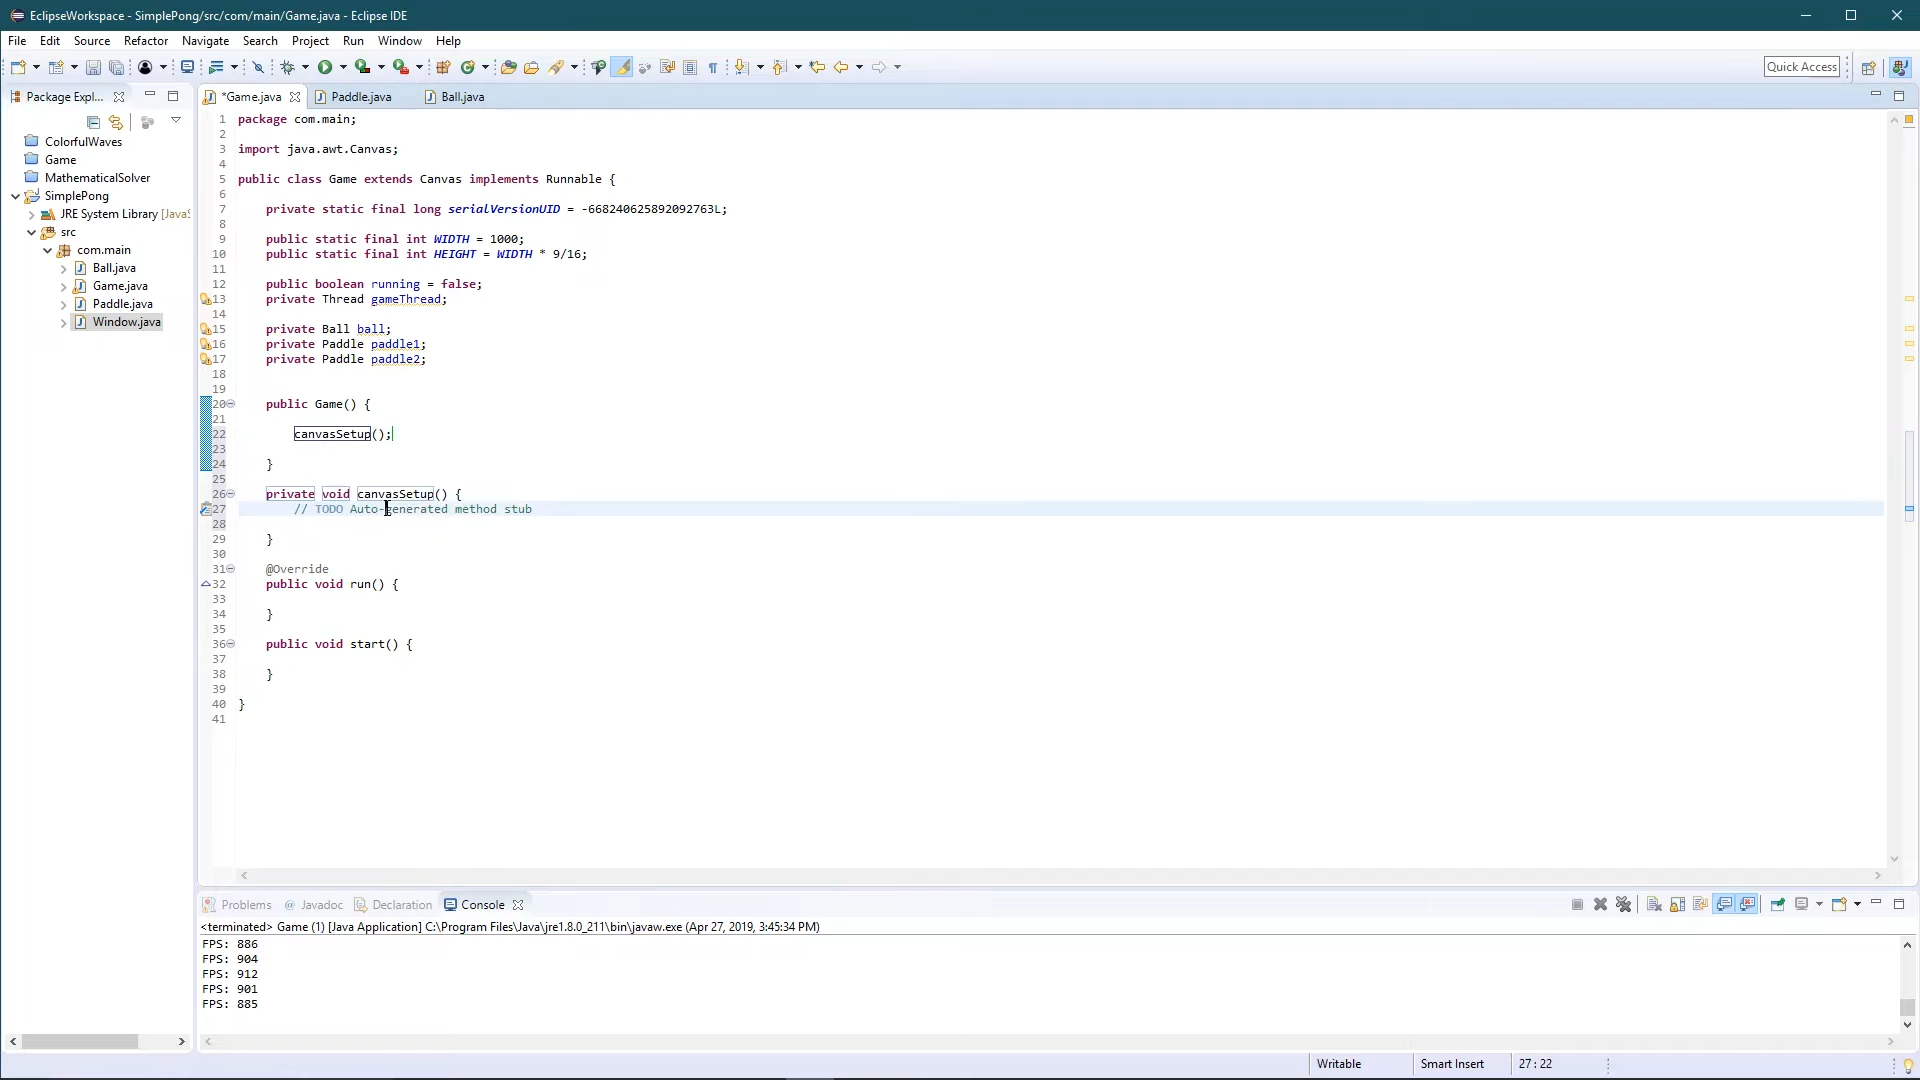 EclipseWorkspace - SimplePong/src/com/main/Game.java - Eclipse IDE
File Edit Source Refactor Navigate Search Project Run Window Help
Quick Access
Package Expl...
*Game.java Paddle.java Ball.java
ColorfulWaves
Game
MathematicalSolver
SimplePong
JRE System Library [JavaS
src
com.main
Ball.java
Game.java
Paddle.java
Window.java
1 package com.main;
2
3 import java.awt.Canvas;
4
5 public class Game extends Canvas implements Runnable {
6
7 private static final long serialVersionUID = -668240625892092763L;
8
9 public static final int WIDTH = 1000;
10 public static final int HEIGHT = WIDTH * 9/16;
11
12 public boolean running = false;
13 private Thread gameThread;
14
15 private Ball ball;
16 private Paddle paddle1;
17 private Paddle paddle2;
18
19
20 public Game() {
21
22 canvasSetup();
23
24 }
25
26 private void canvasSetup() {
27 // TODO Auto-generated method stub
28
29 }
30
31 @Override
32 public void run() {
33
34 }
35
36 public void start() {
37
38 }
39
40 }
41
Problems @ Javadoc Declaration Console
<terminated> Game (1) [Java Application] C:\Program Files\Java\jre1.8.0_211\bin\javaw.exe (Apr 27, 2019, 3:45:34 PM)
FPS: 886
FPS: 904
FPS: 912
FPS: 901
FPS: 885
Writable Smart Insert 27 : 22